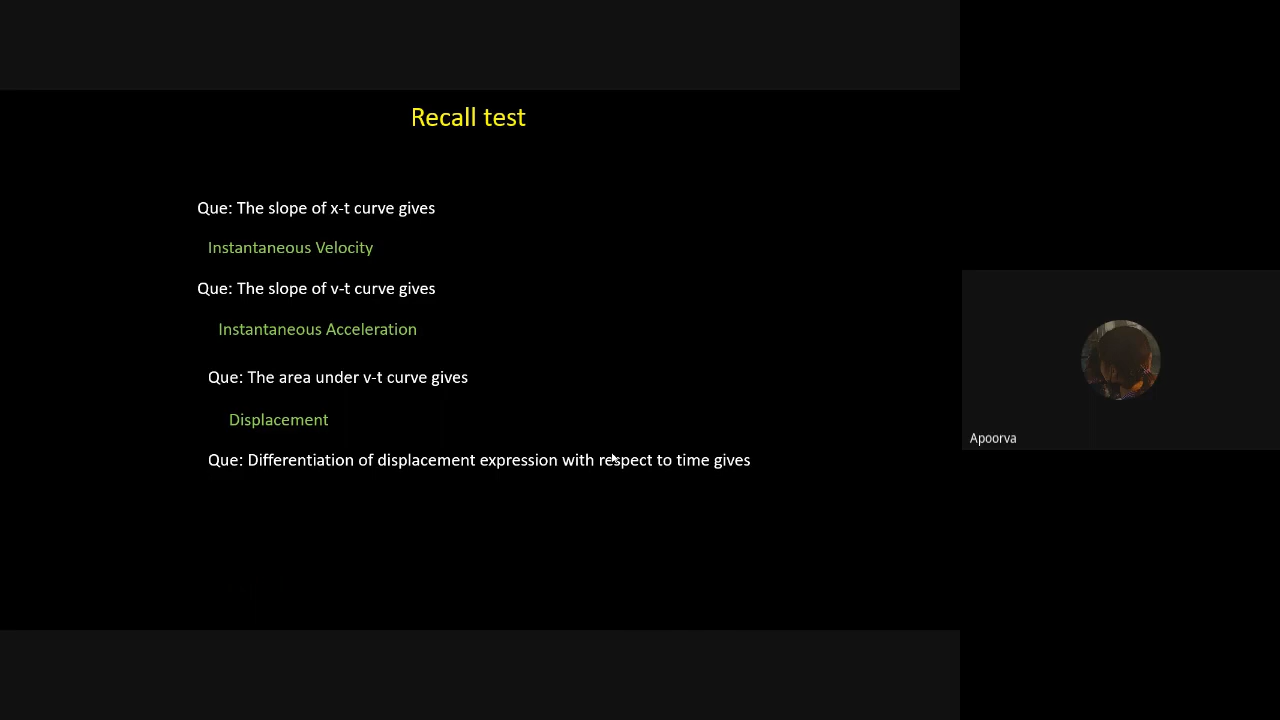 Recall test
Que: The slope of x-t curve gives
Instantaneous Velocity
Que: The slope of v-t curve gives
Instantaneous Acceleration
Que: The area under v-t curve gives
Displacement
Que: Differentiation of displacement expression with respect to time gives
Apoorva